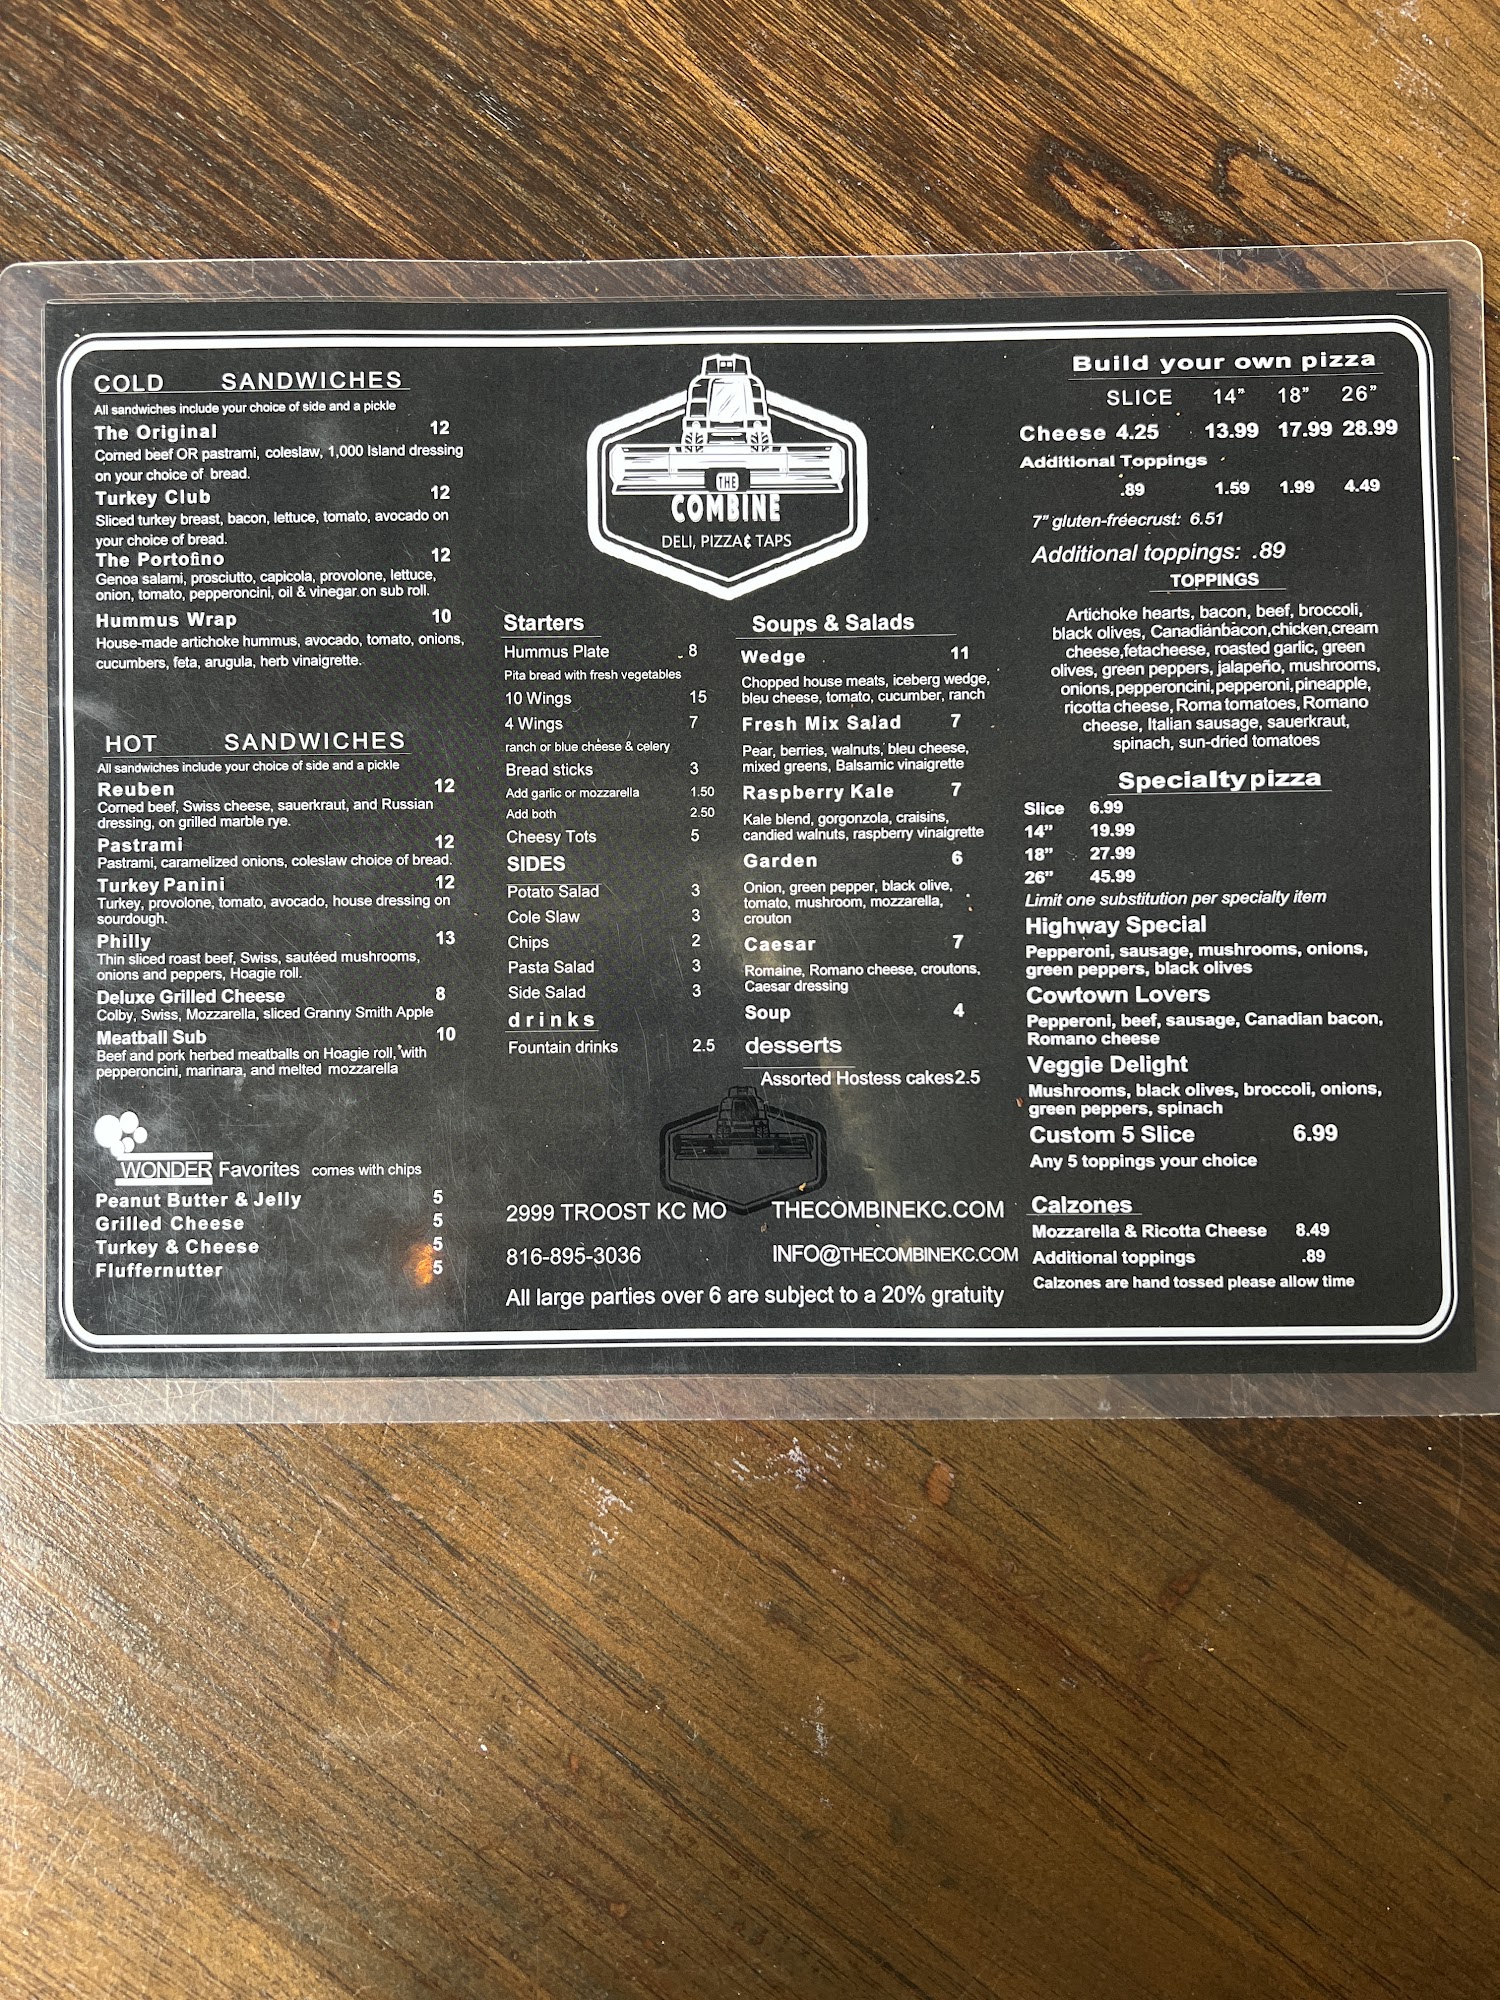 COLD SANDWICHES
All sandwiches include your choice of side and a pickle
The Original 12
Corned beef OR pastrami, coleslaw, 1,000 Island dressing
on your choice of bread.
Turkey Club 12
Sliced turkey breast, bacon, lettuce, tomato, avocado on
your choice of bread.
The Portofino 12
Genoa salami, prosciutto, capicola, provolone, lettuce,
onion, tomato, pepperoncini, oil & vinegar on sub roll.
Hummus Wrap 10
House-made artichoke hummus, avocado, tomato, onions,
cucumbers, feta, arugula, herb vinaigrette.
HOT SANDWICHES
All sandwiches include your choice of side and a pickle
Reuben 12
Corned beef, Swiss cheese, sauerkraut, and Russian
dressing, on grilled marble rye.
Pastrami 12
Pastrami, caramelized onions, coleslaw choice of bread.
Turkey Panini 12
Turkey, provolone, tomato, avocado, house dressing on
sourdough.
Philly 13
Thin sliced roast beef, Swiss, sautéed mushrooms,
onions and peppers, Hoagie roll.
Deluxe Grilled Cheese 8
Colby, Swiss, Mozzarella, sliced Granny Smith Apple
Meatball Sub 10
Beef and pork herbed meatballs on Hoagie roll, with
pepperoncini, marinara, and melted mozzarella
WONDER Favorites comes with chips
Peanut Butter & Jelly 5
Grilled Cheese 5
Turkey & Cheese 5
Fluffernutter 5
THE
COMBINE
DELI, PIZZA & TAPS
Starters
Hummus Plate 8
Pita bread with fresh vegetables
10 Wings 15
4 Wings 7
ranch or blue cheese & celery
Bread sticks 3
Add garlic or mozzarella 1.50
Add both 2.50
Cheesy Tots 5
SIDES
Potato Salad 3
Cole Slaw 3
Chips 2
Pasta Salad 3
Side Salad 3
drinks
Fountain drinks 2.5
Soups & Salads
Wedge 11
Chopped house meats, iceberg wedge,
bleu cheese, tomato, cucumber, ranch
Fresh Mix Salad 7
Pear, berries, walnuts, bleu cheese,
mixed greens, Balsamic vinaigrette
Raspberry Kale 7
Kale blend, gorgonzola, craisins,
candied walnuts, raspberry vinaigrette
Garden 6
Onion, green pepper, black olive,
tomato, mushroom, mozzarella,
crouton
Caesar 7
Romaine, Romano cheese, croutons,
Caesar dressing
Soup 4
desserts
Assorted Hostess cakes 2.5
2999 TROOST KC MO THECOMBINEKC.COM
816-895-3036 INFO@THECOMBINEKC.COM
All large parties over 6 are subject to a 20% gratuity
Build your own pizza
SLICE 14” 18” 26”
Cheese 4.25 13.99 17.99 28.99
Additional Toppings
.89 1.59 1.99 4.49
7” gluten-freecrust: 6.51
Additional toppings: .89
TOPPINGS
Artichoke hearts, bacon, beef, broccoli,
black olives, Canadianbacon,chicken,cream
cheese,fetacheese, roasted garlic, green
olives, green peppers, jalapeño, mushrooms,
onions,pepperoncini,pepperoni,pineapple,
ricotta cheese, Roma tomatoes, Romano
cheese, Italian sausage, sauerkraut,
spinach, sun-dried tomatoes
Specialty pizza
Slice 6.99
14” 19.99
18” 27.99
26” 45.99
Limit one substitution per specialty item
Highway Special
Pepperoni, sausage, mushrooms, onions,
green peppers, black olives
Cowtown Lovers
Pepperoni, beef, sausage, Canadian bacon,
Romano cheese
Veggie Delight
Mushrooms, black olives, broccoli, onions,
green peppers, spinach
Custom 5 Slice 6.99
Any 5 toppings your choice
Calzones
Mozzarella & Ricotta Cheese 8.49
Additional toppings .89
Calzones are hand tossed please allow time